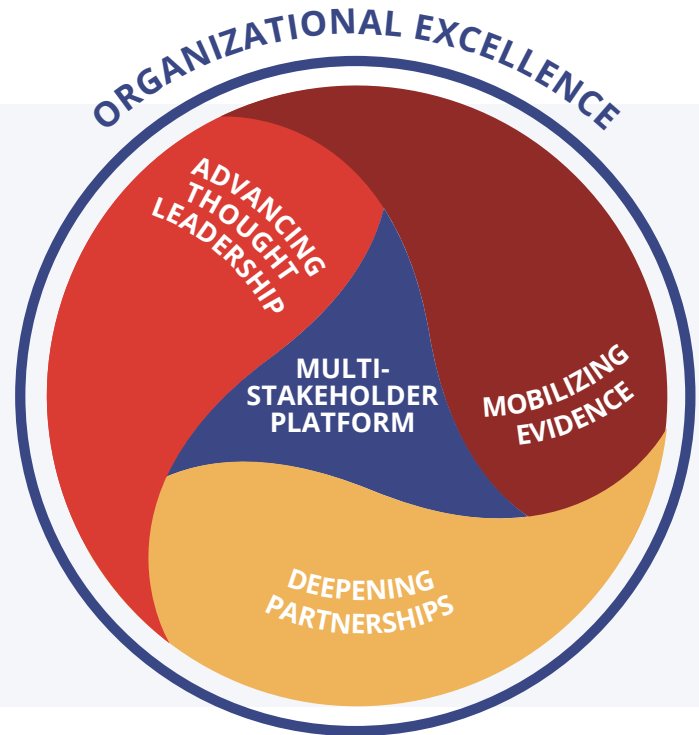 ORGANIZATIONAL EXCELLENCE
ADVANCING
THOUGHT
LEADERSHIP
MULTI-
STAKEHOLDER
PLATFORM
MOBILIZING
EVIDENCE
DEEPENING
PARTNERSHIPS